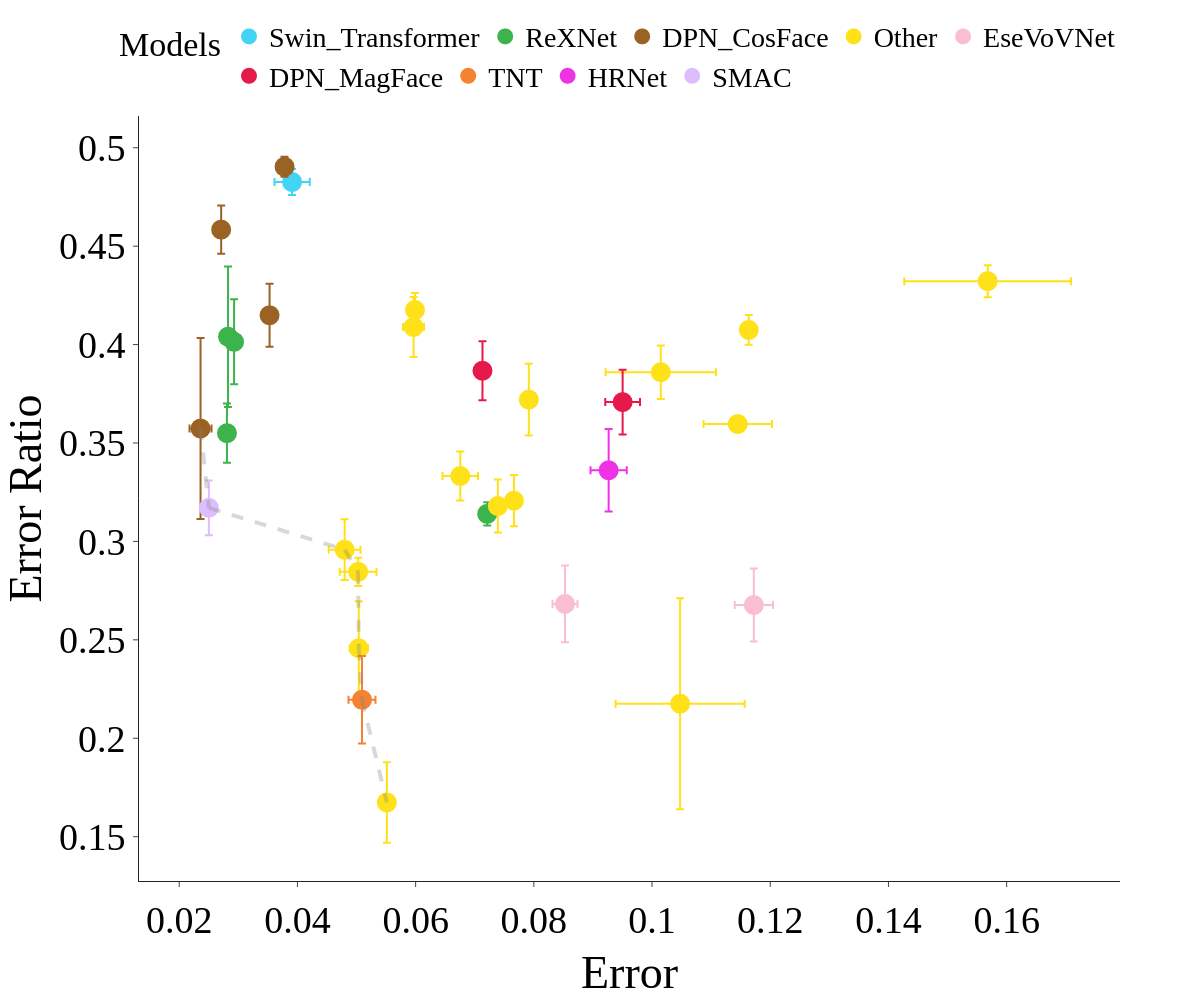 Models Swin_Transformer ReXNet DPN_CosFace Other EseVoVNet
DPN_MagFace TNT HRNet SMAC
0.5
0.45
0.4
0.35
0.3
0.25
0.2
0.15
Error Ratio
0.02 0.04 0.06 0.08 0.1 0.12 0.14 0.16
Error